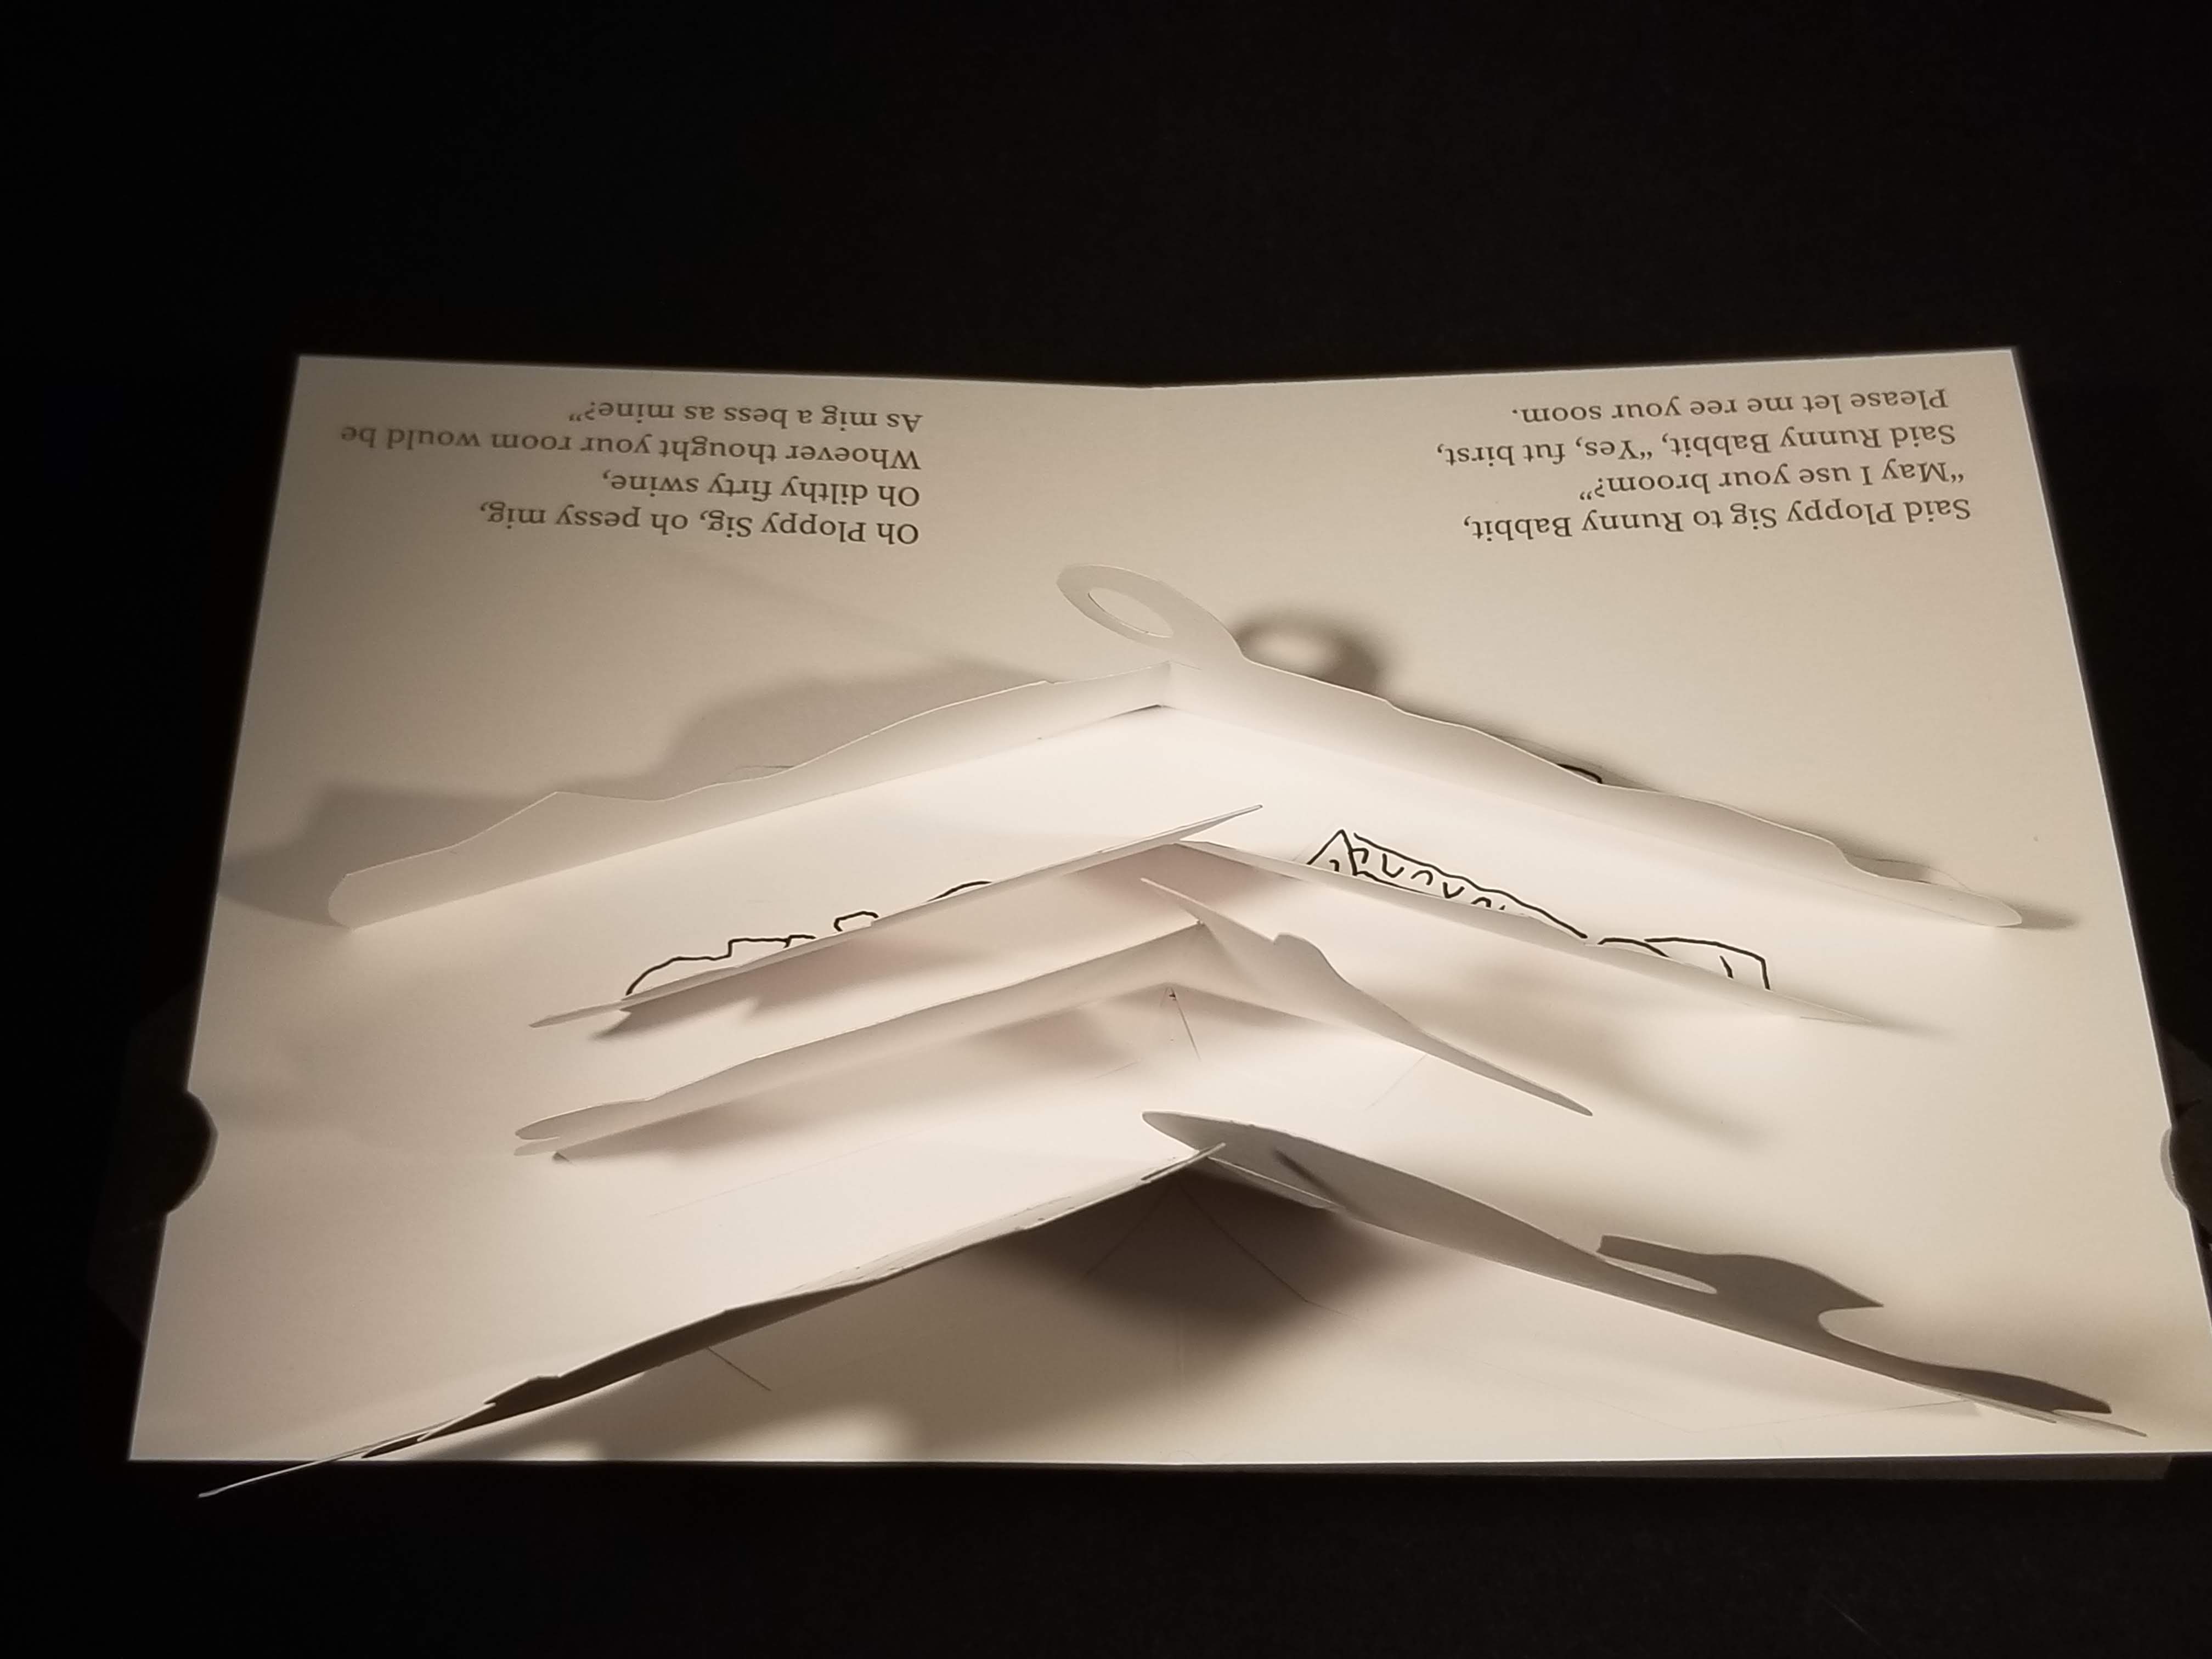 Said Ploppy Sig to Runny Babbit,
“May I use your broom?”
Said Runny Babbit, “Yes, fut birst,
Please let me ree your soom.
Oh Ploppy Sig, oh pessy mig,
Oh dilthy firty swine,
Whoever thought your room would be
As mig a bess as mine?”